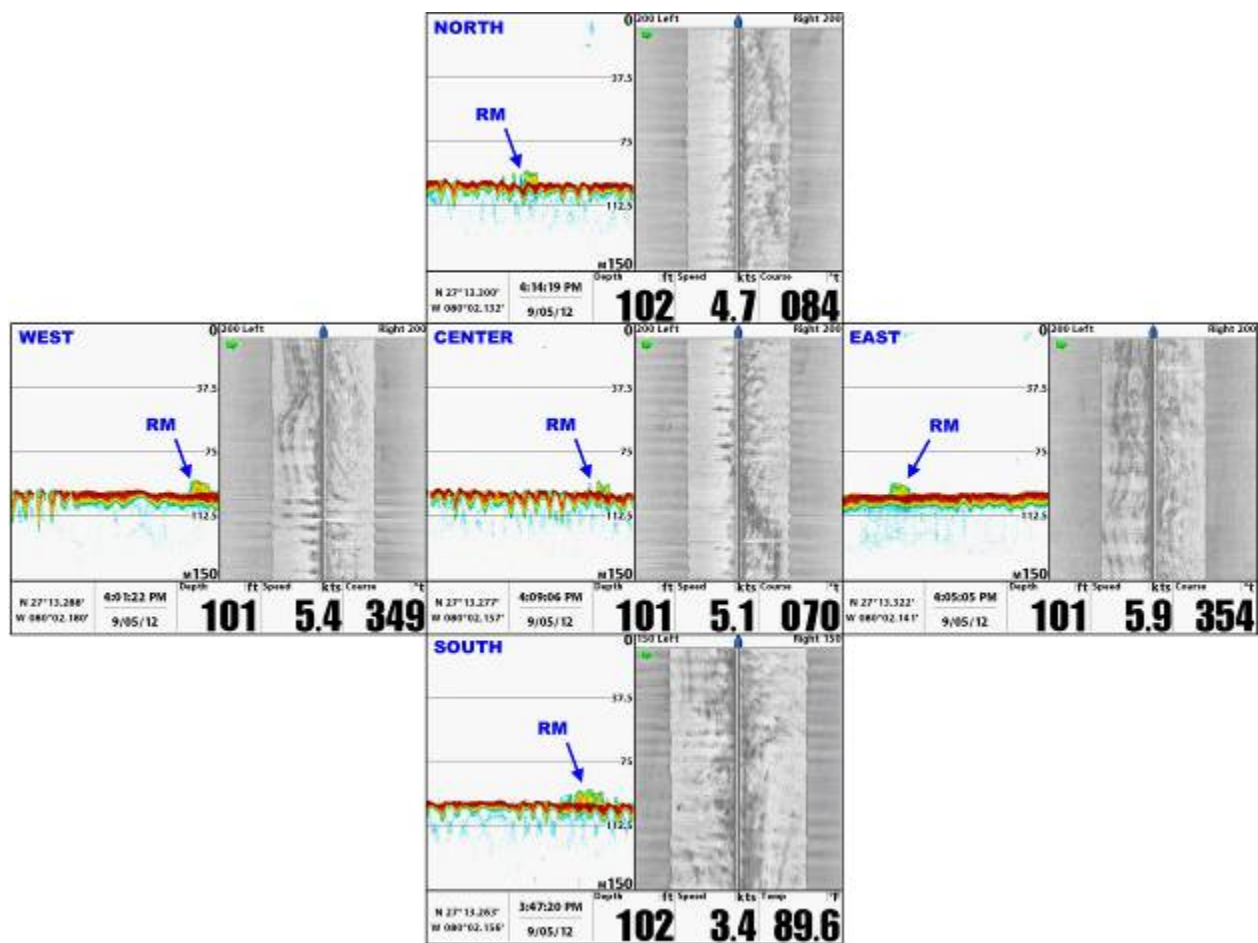 NORTH
0 200 Left Right 200
37.5
RM
75
112.5
M 150
Depth ft Speed kts Course °t
N 27°13.200'
W 080°02.132'
4:14:19 PM
9/05/12
102 4.7 084
WEST
0 200 Left Right 200
37.5
RM
75
112.5
M 150
Depth ft Speed kts Course °t
N 27°13.288'
W 080°02.180'
4:01:22 PM
9/05/12
101 5.4 349
CENTER
0 200 Left Right 200
37.5
RM
75
112.5
M 150
Depth ft Speed kts Course °t
N 27°13.277'
W 080°02.157'
4:09:06 PM
9/05/12
101 5.1 070
EAST
0 200 Left Right 200
37.5
RM
75
112.5
M 150
Depth ft Speed kts Course °t
N 27°13.322'
W 080°02.141'
4:05:05 PM
9/05/12
101 5.9 354
SOUTH
0 150 Left Right 150
37.5
RM
75
112.5
M 150
Depth ft Speed kts Temp °F
N 27°13.263'
W 080°02.156'
3:47:20 PM
9/05/12
102 3.4 89.6